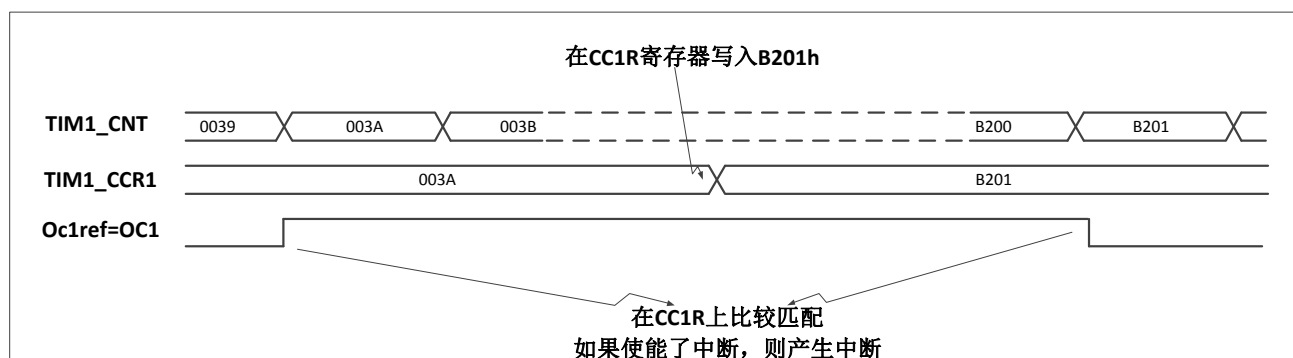 在CC1R寄存器写入B201h
TIM1_CNT 0039 003A 003B B200 B201
TIM1_CCR1 003A B201
Oc1ref=OC1
在CC1R上比较匹配
如果使能了中断，则产生中断